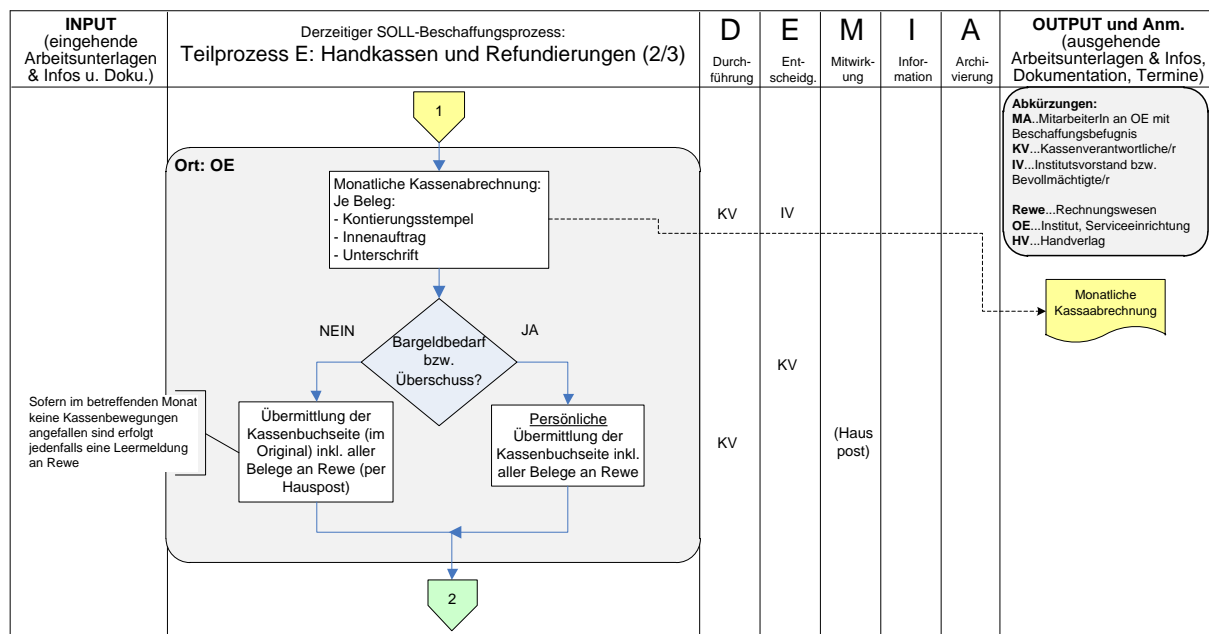 INPUT
(eingehende
Arbeitsunterlagen
& Infos u. Doku.)
Derzeitiger SOLL-Beschaffungsprozess:
Teilprozess E: Handkassen und Refundierungen (2/3)
D
Durch-
führung
E
Ent-
scheidg.
M
Mitwirk-
ung
I
Infor-
mation
A
Archi-
vierung
OUTPUT und Anm.
(ausgehende
Arbeitsunterlagen & Infos,
Dokumentation, Termine)
1
Abkürzungen:
MA..MitarbeiterIn an OE mit
Beschaffungsbefugnis
KV...Kassenverantwortliche/r
IV...Institutsvorstand bzw.
Bevollmächtigte/r
Rewe...Rechnungswesen
OE...Institut, Serviceeinrichtung
HV...Handverlag
Ort: OE
Monatliche Kassenabrechnung:
Je Beleg:
- Kontierungsstempel
- Innenauftrag
- Unterschrift
KV
IV
Monatliche
Kassaabrechnung
NEIN
JA
Bargeldbedarf
bzw.
Überschuss?
KV
Sofern im betreffenden Monat
keine Kassenbewegungen
angefallen sind erfolgt
jedenfalls eine Leermeldung
an Rewe
Übermittlung der
Kassenbuchseite (im
Original) inkl. aller
Belege an Rewe (per
Hauspost)
Persönliche
Übermittlung der
Kassenbuchseite inkl.
aller Belege an Rewe
KV
(Haus
post)
2